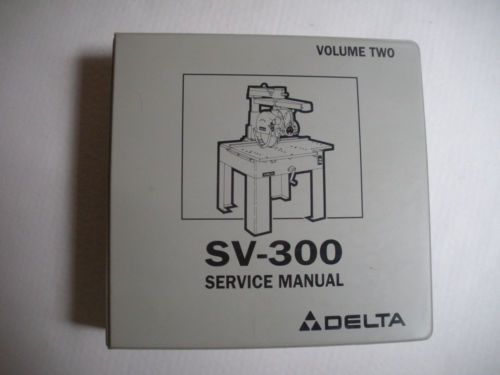 VOLUME TWO
SV-300
SERVICE MANUAL
DELTA